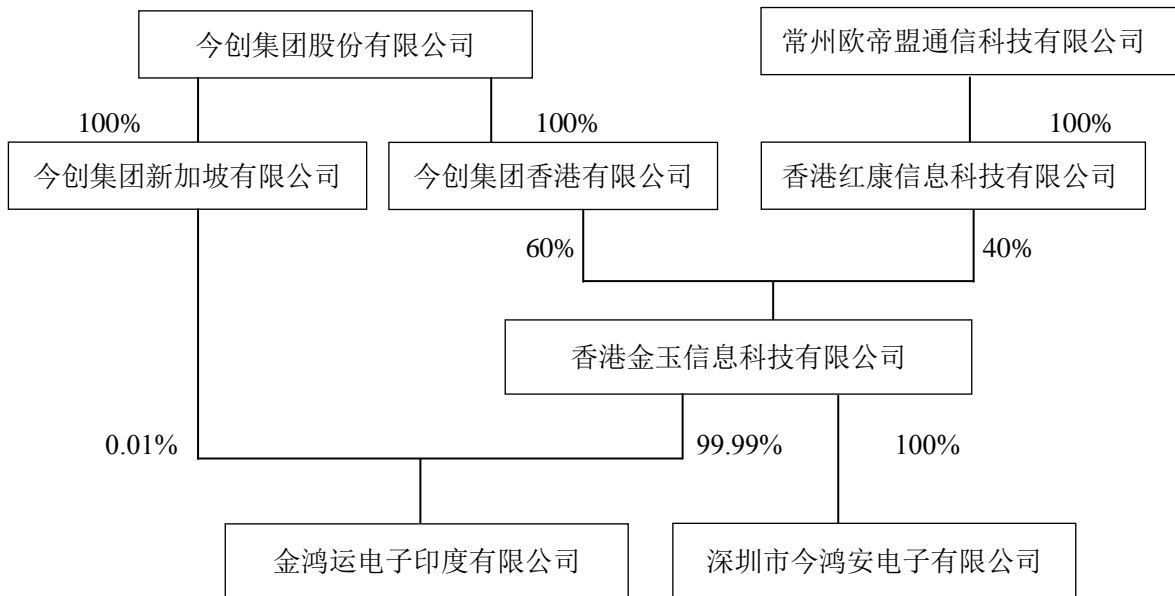 今创集团股份有限公司
常州欧帝盟通信科技有限公司
100%
100%
100%
今创集团新加坡有限公司
今创集团香港有限公司
香港红康信息科技有限公司
60%
40%
香港金玉信息科技有限公司
0.01%
99.99%
100%
金鸿运电子印度有限公司
深圳市今鸿安电子有限公司